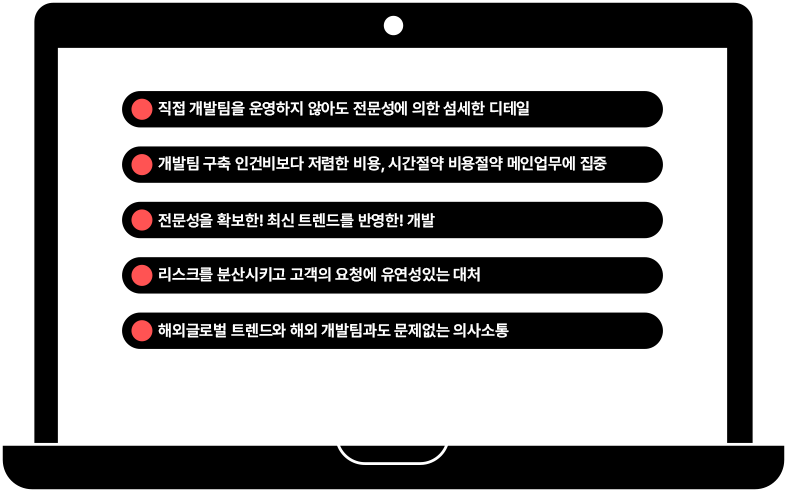 직접 개발팀을 운영하지 않아도 전문성에 의한 섬세한 디테일
개발팀 구축 인건비보다 저렴한 비용, 시간절약 비용절약 메인업무에 집중
전문성을 확보한! 최신 트렌드를 반영한! 개발
리스크를 분산시키고 고객의 요청에 유연성있는 대처
해외글로벌 트렌드와 해외 개발팀과도 문제없는 의사소통